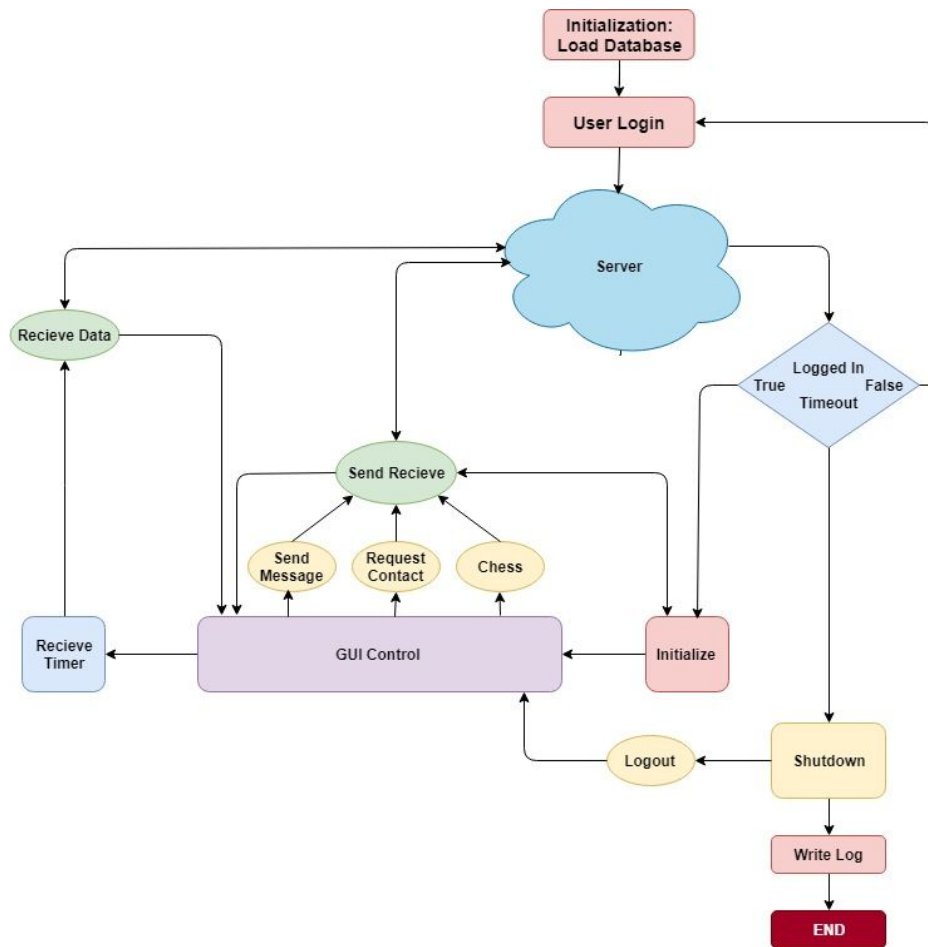 Initialization:
Load Database
User Login
Server
Recieve Data
Logged In
True
False
Timeout
Send Recieve
Send
Message
Request
Contact
Chess
Recieve
Timer
GUI Control
Initialize
Logout
Shutdown
Write Log
END